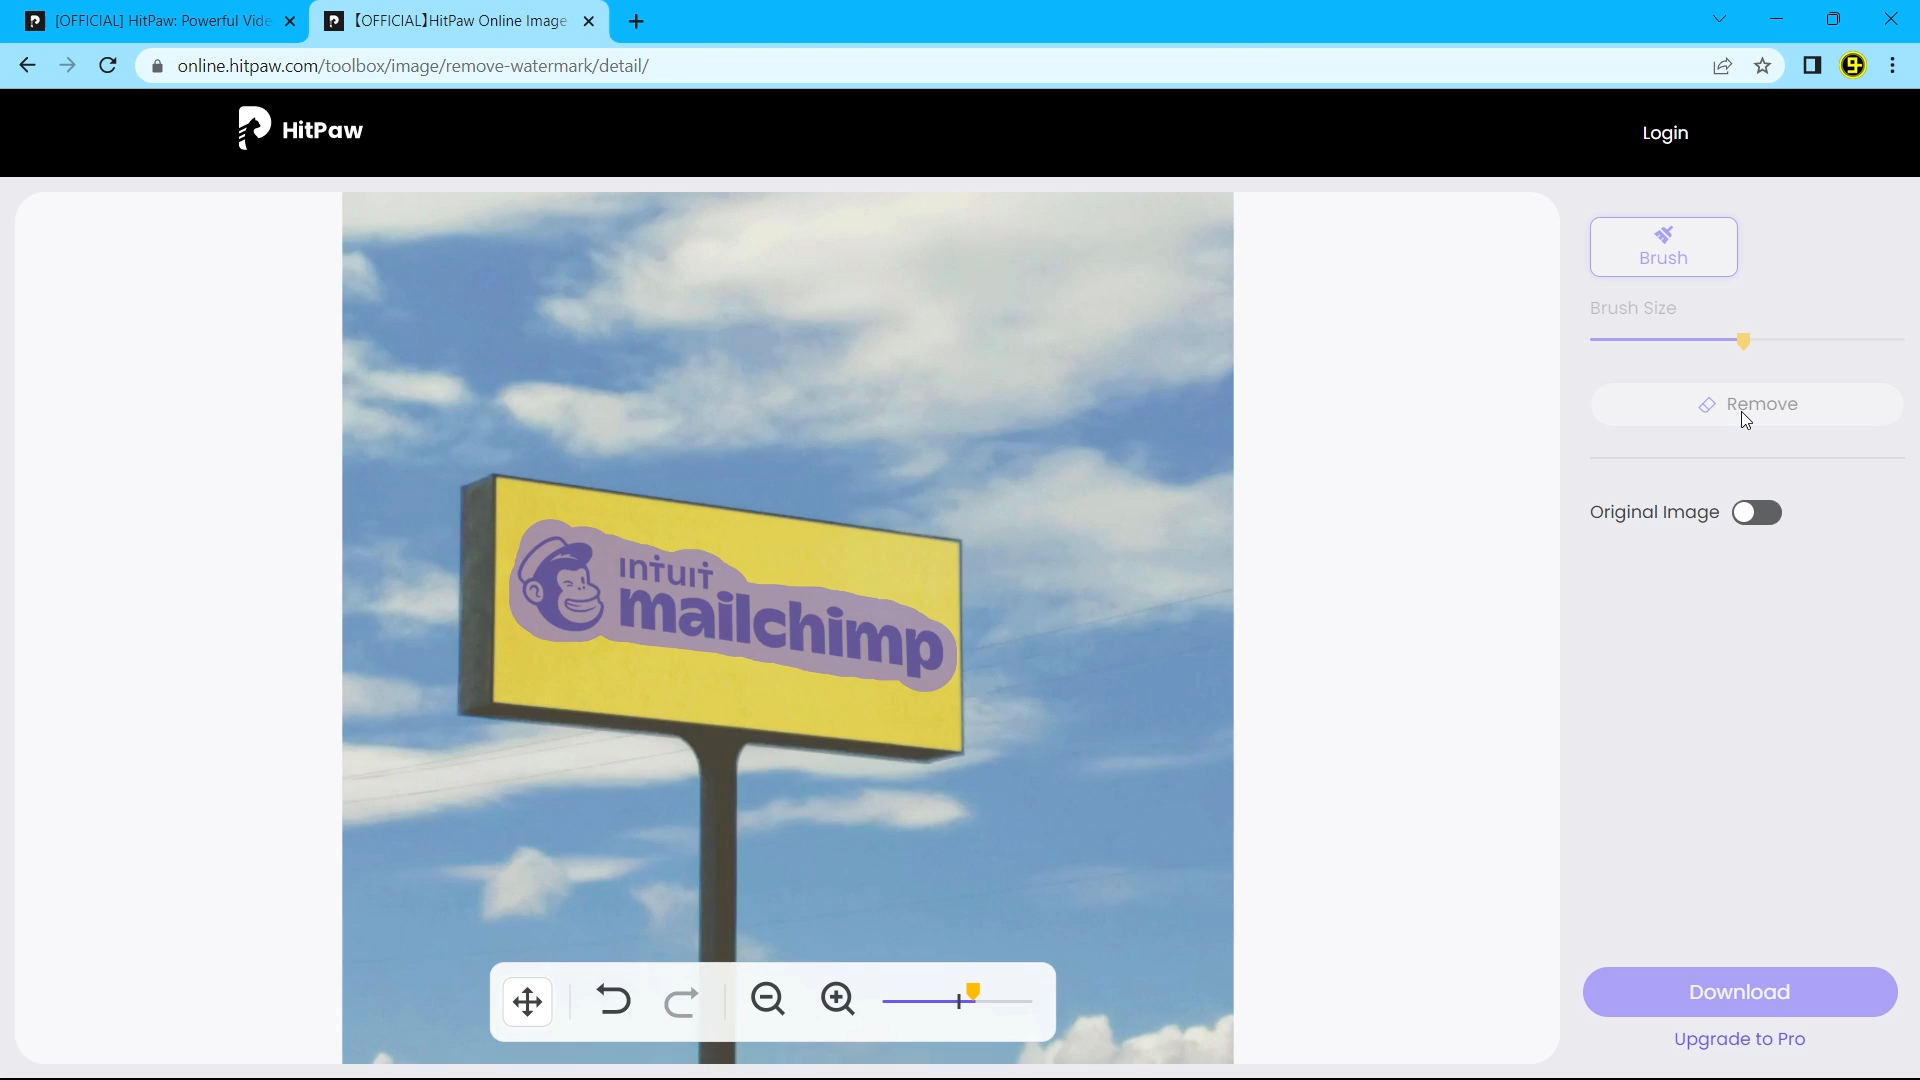 [OFFICIAL] HitPaw: Powerful Vide
【OFFICIAL】HitPaw Online Image
online.hitpaw.com/toolbox/image/remove-watermark/detail/
HitPaw
Login
Brush
Brush Size
Remove
Original Image
intuit
mailchimp
Download
Upgrade to Pro